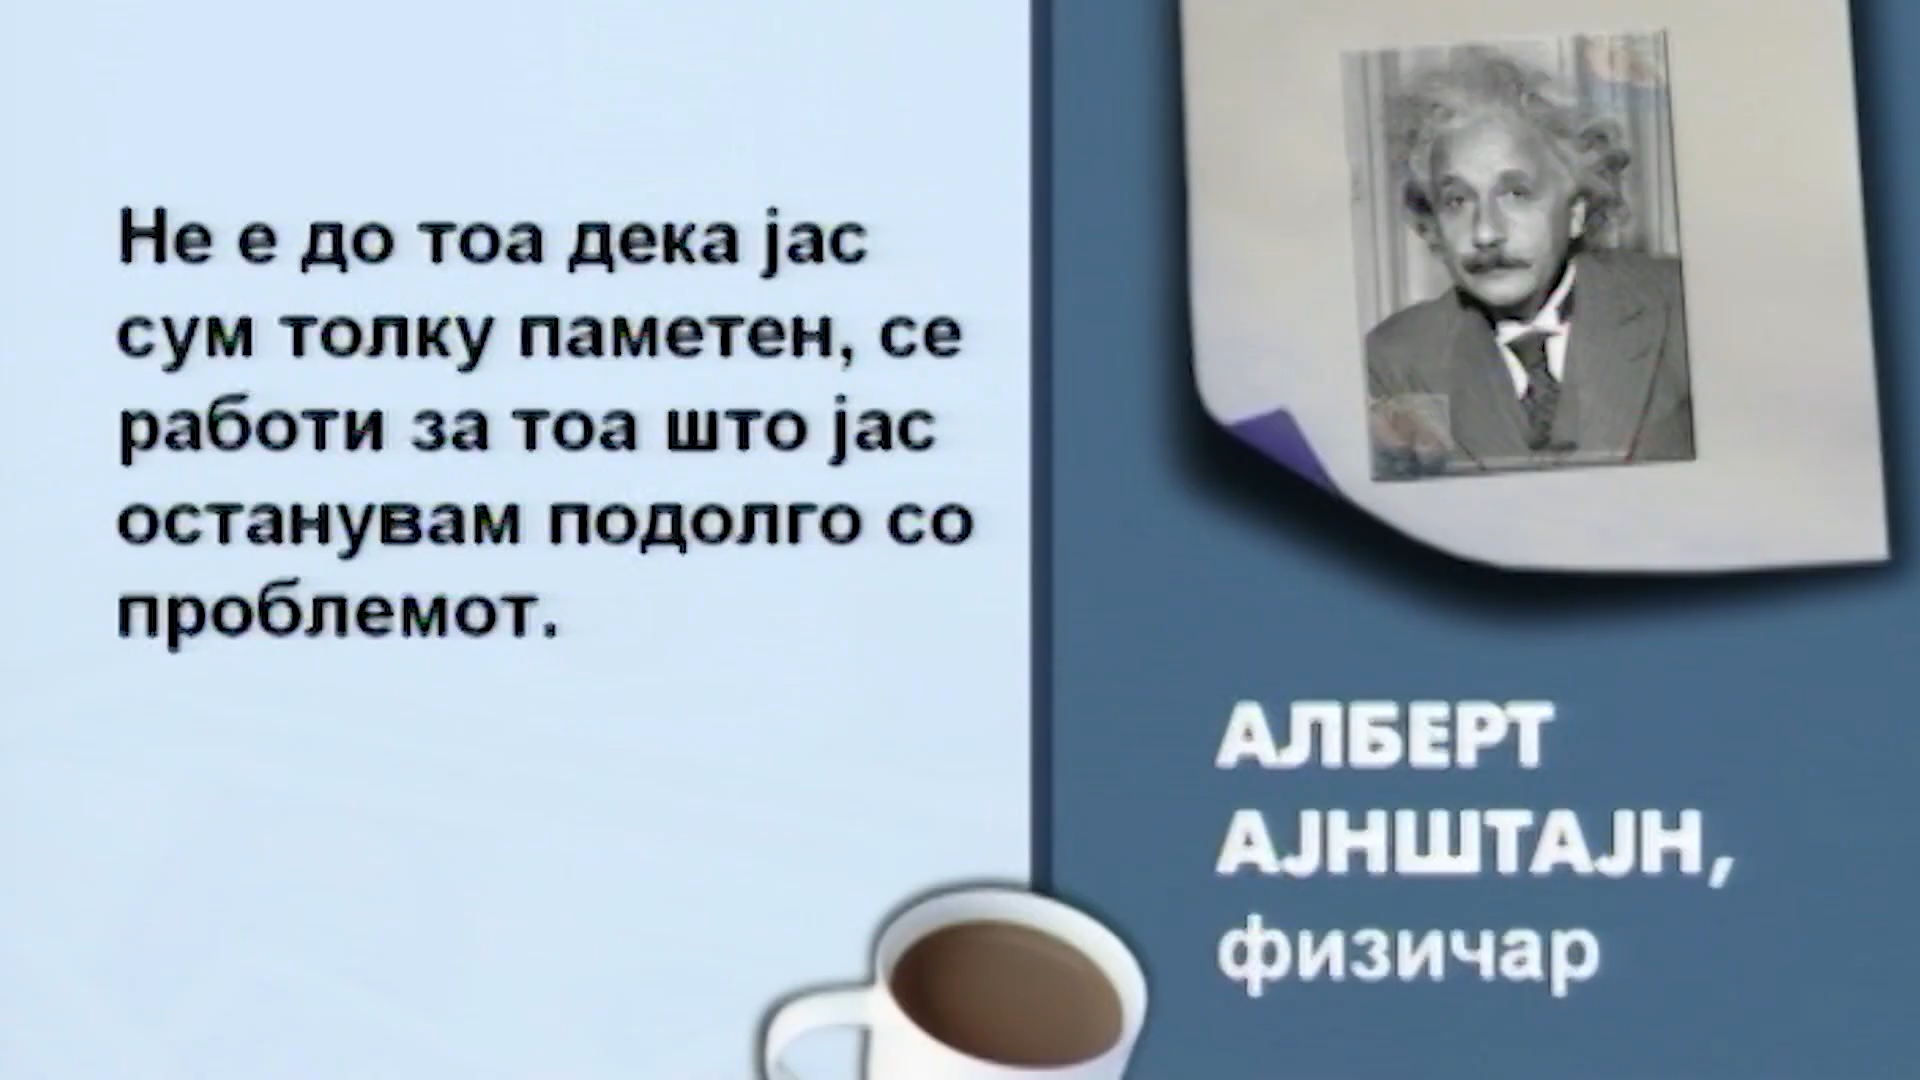 Не е до тоа дека јас
сум толку паметен, се
работи за тоа што јас
останувам подолго со
проблемот.
АЛБЕРТ
АЈНШТАЈН,
физичар